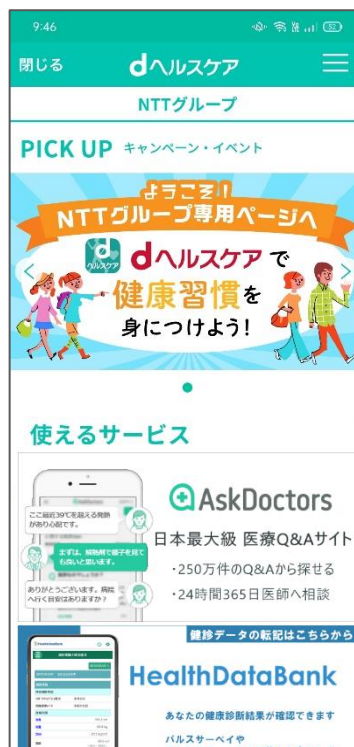 9:46
52
閉じる
dヘルスケア
NTTグループ
PICK UP キャンペーン・イベント
ようこそ!
NTTグループ専用ページへ
ヘルスケア
dヘルスケアで
健康習慣を
身につけよう!
使えるサービス
AskDoctors
ここ最近39℃を超える発熱
があり心配です。
日本最大級 医療Q&Aサイト
まずは、解熱剤で様子を見て
も良いと思います。
・250万件のQ&Aから探せる
ありがとうございます。病院
へ行く目安はありますか?
・24時間365日医師へ相談
健診データの転記はこちらから
HealthDataBank
あなたの健康診断結果が確認できます
パルスサーベイや